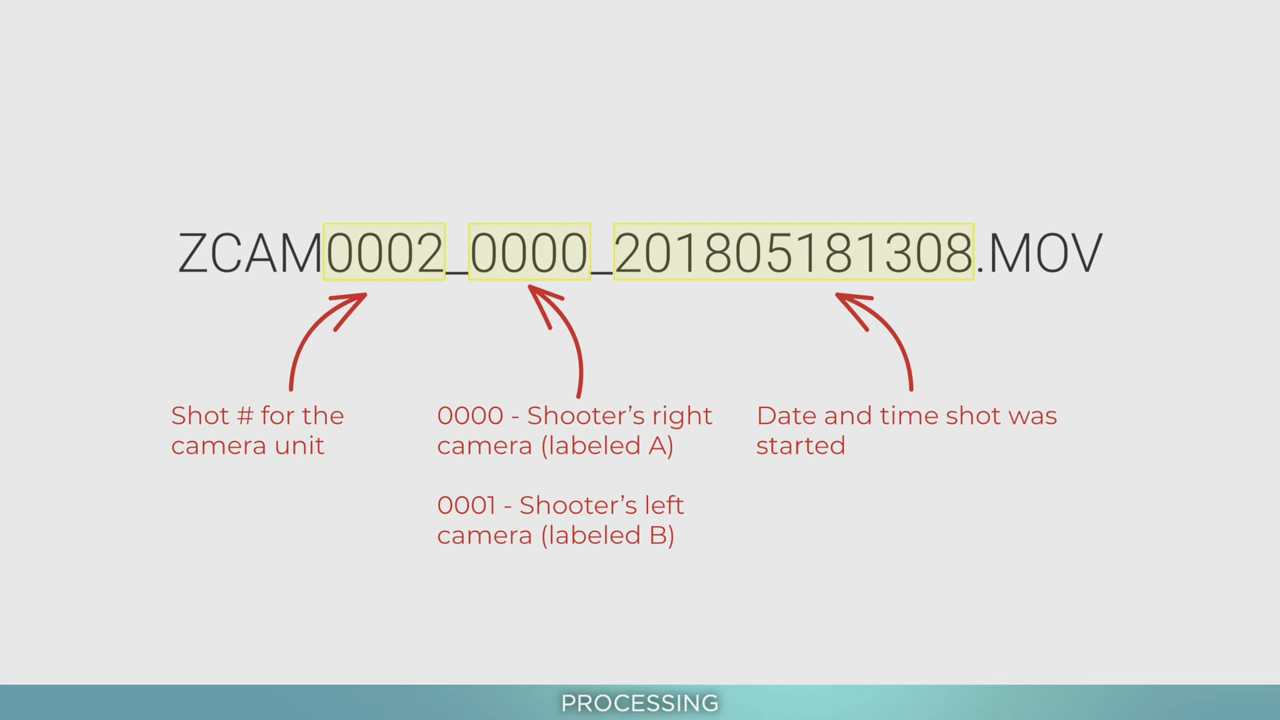 ZCAM0002_0000_201805181308.MOV
Shot # for the
camera unit
0000 - Shooter's right
camera (labeled A)
0001 - Shooter's left
camera (labeled B)
Date and time shot was
started
PROCESSING